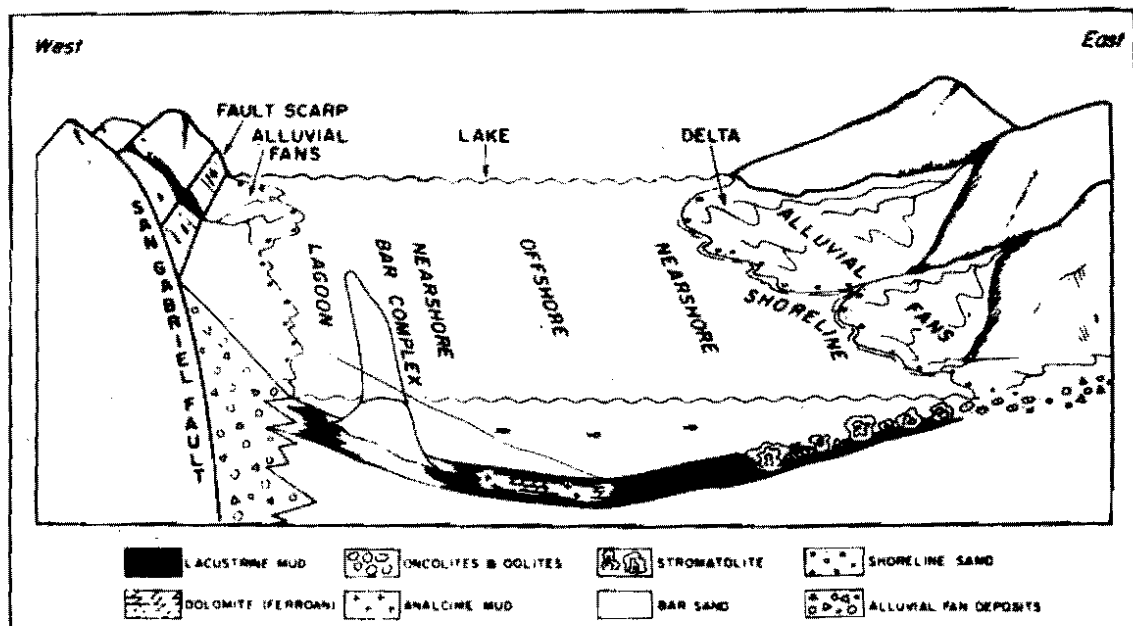 West
East
FAULT SCARP
ALLUVIAL
FANS
LAKE
DELTA
SAN GABRIEL FAULT
LAGOON
BAR COMPLEX
NEARSHORE
OFFSHORE
NEARSHORE
SHORELINE
ALLUVIAL
FANS
LACUSTRINE MUD
ONCOLITES & OOLITES
STROMATOLITE
SHORELINE SAND
DOLOMITE (FERROAN)
ANALCIME MUD
BAR SAND
ALLUVIAL FAN DEPOSITS